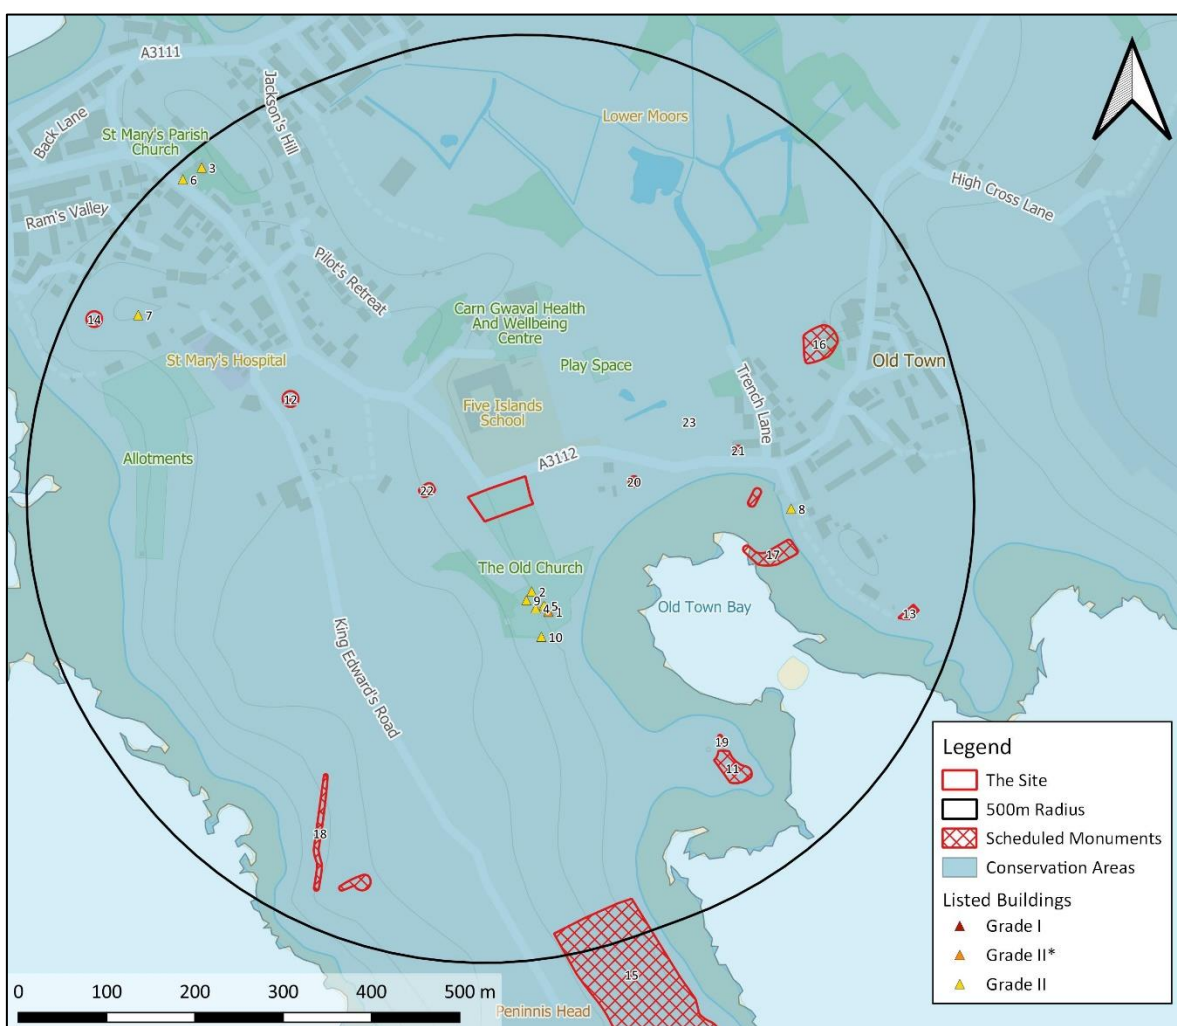 A3111
Jackson's Hill
Back Lane
St Mary's Parish
Church
3
6
Ram's Valley
Lower Moors
High Cross Lane
Pilot's Retreat
14
7
St Mary's Hospital
12
Allotments
Carn Gwaval Health
And Wellbeing
Centre
Play Space
Five Islands
School
16
Old Town
Trench Lane
23
21
A3112
20
22
8
17
The Old Church
2
9
5
4
1
10
Old Town Bay
13
King Edward's Road
19
11
18
15
Peninnis Head
0 100 200 300 400 500 m
Legend
The Site
500m Radius
Scheduled Monuments
Conservation Areas
Listed Buildings
Grade I
Grade II*
Grade II